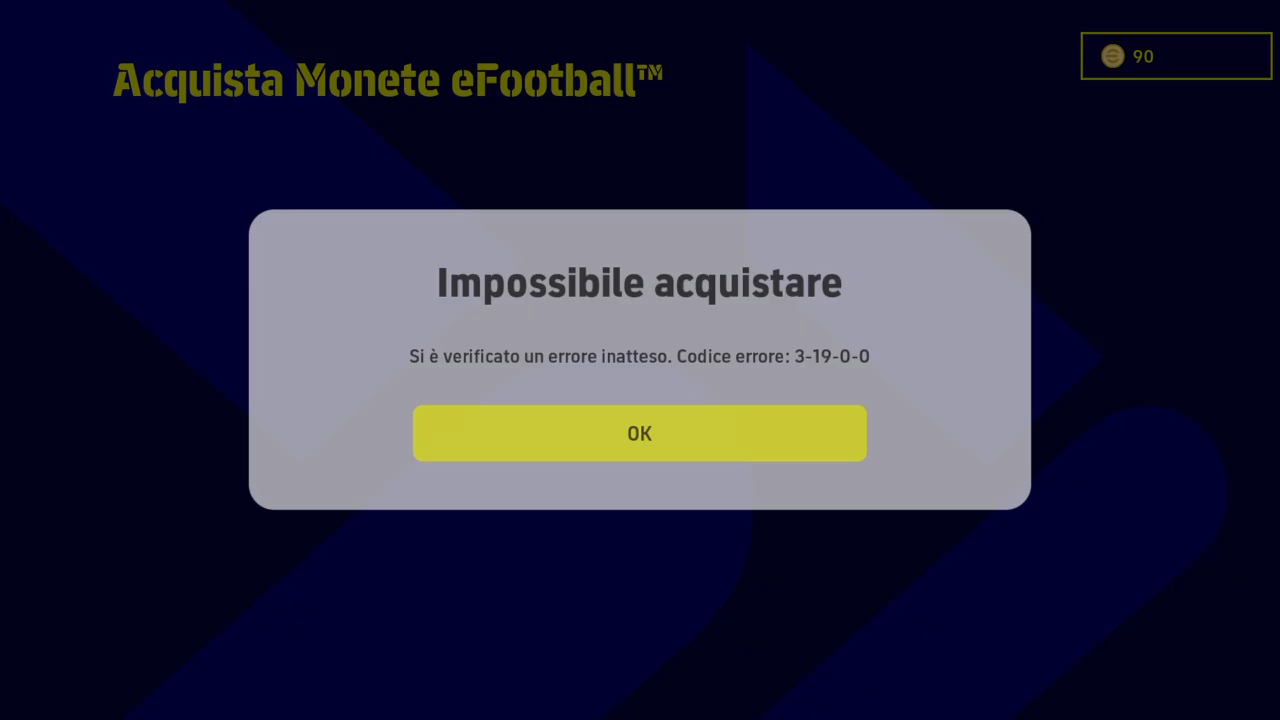 Acquista Monete eFootball™
90
Impossibile acquistare
Si è verificato un errore inatteso. Codice errore: 3-19-0-0
OK